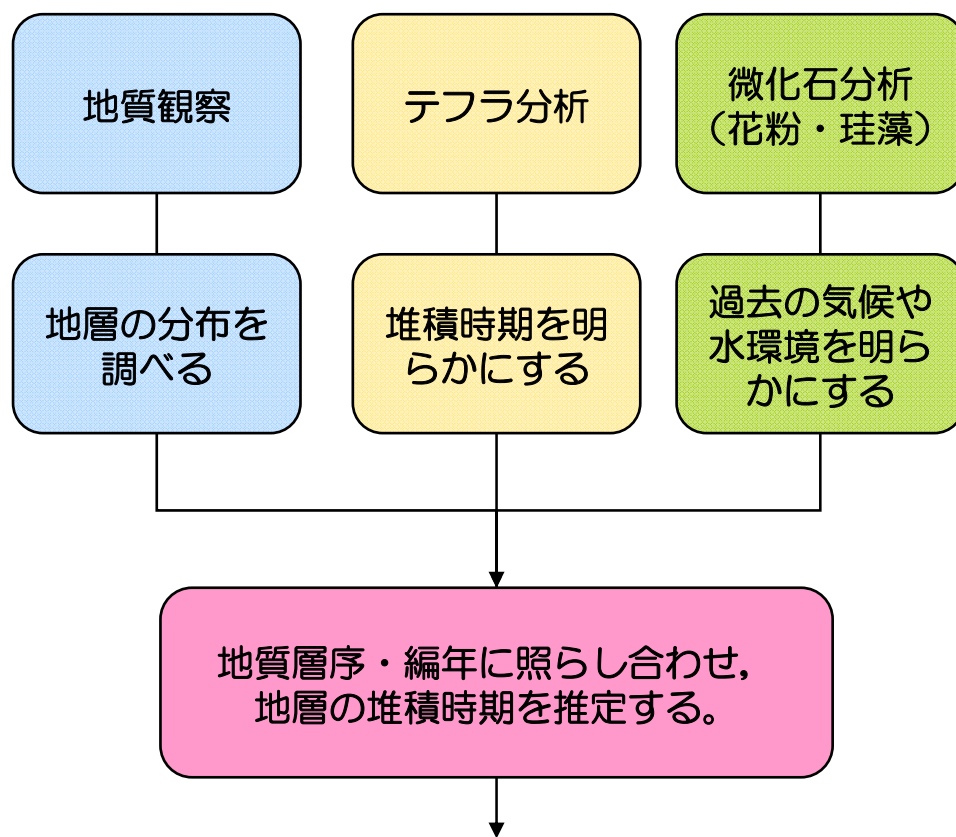 地質観察
テフラ分析
微化石分析
（花粉・珪藻）
地層の分布を
調べる
堆積時期を明
らかにする
過去の気候や
水環境を明ら
かにする
地質層序・編年に照らし合わせ，
地層の堆積時期を推定する。